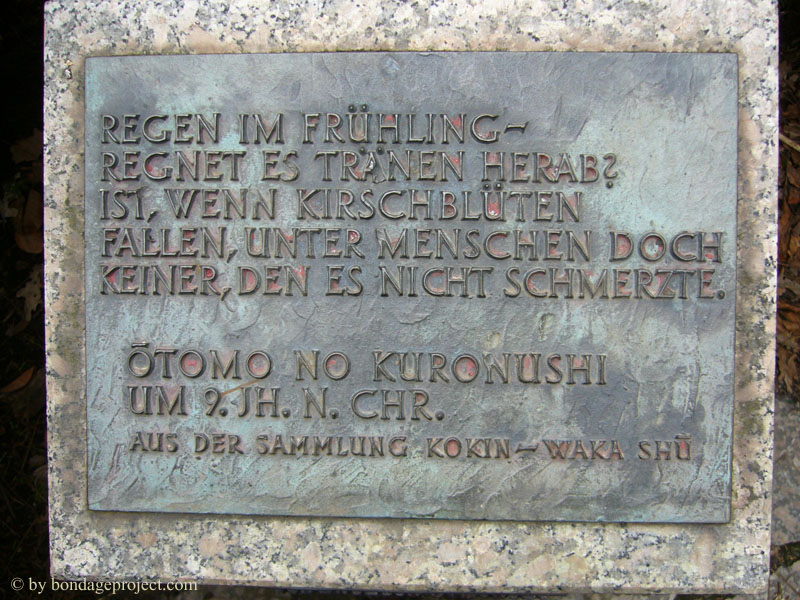 REGEN IM FRÜHLING–
REGNET ES TRÄNEN HERAB?
IST, WENN KIRSCHBLÜTEN
FALLEN, UNTER MENSCHEN DOCH
KEINER, DEN ES NICHT SCHMERZTE.
ŌTOMO NO KURONUSHI
UM 9. JH. N. CHR.
AUS DER SAMMLUNG KOKIN–WAKA SHŪ
© by bondageproject.com